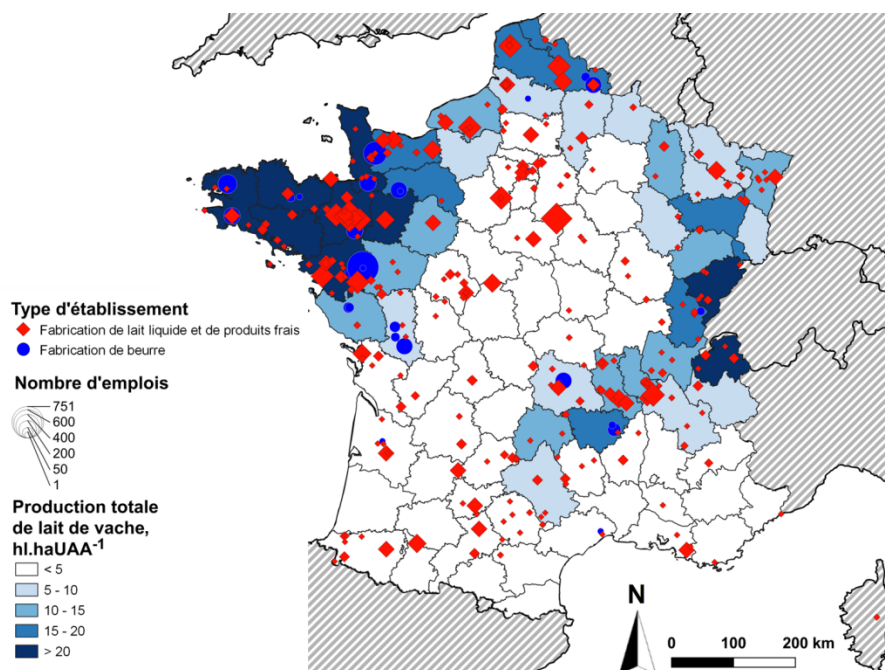 Type d'établissement
Fabrication de lait liquide et de produits frais
Fabrication de beurre
Nombre d'emplois
751
600
400
200
50
1
Production totale
de lait de vache,
hl.haUAA⁻¹
< 5
5 - 10
10 - 15
15 - 20
> 20
N
0 100 200 km